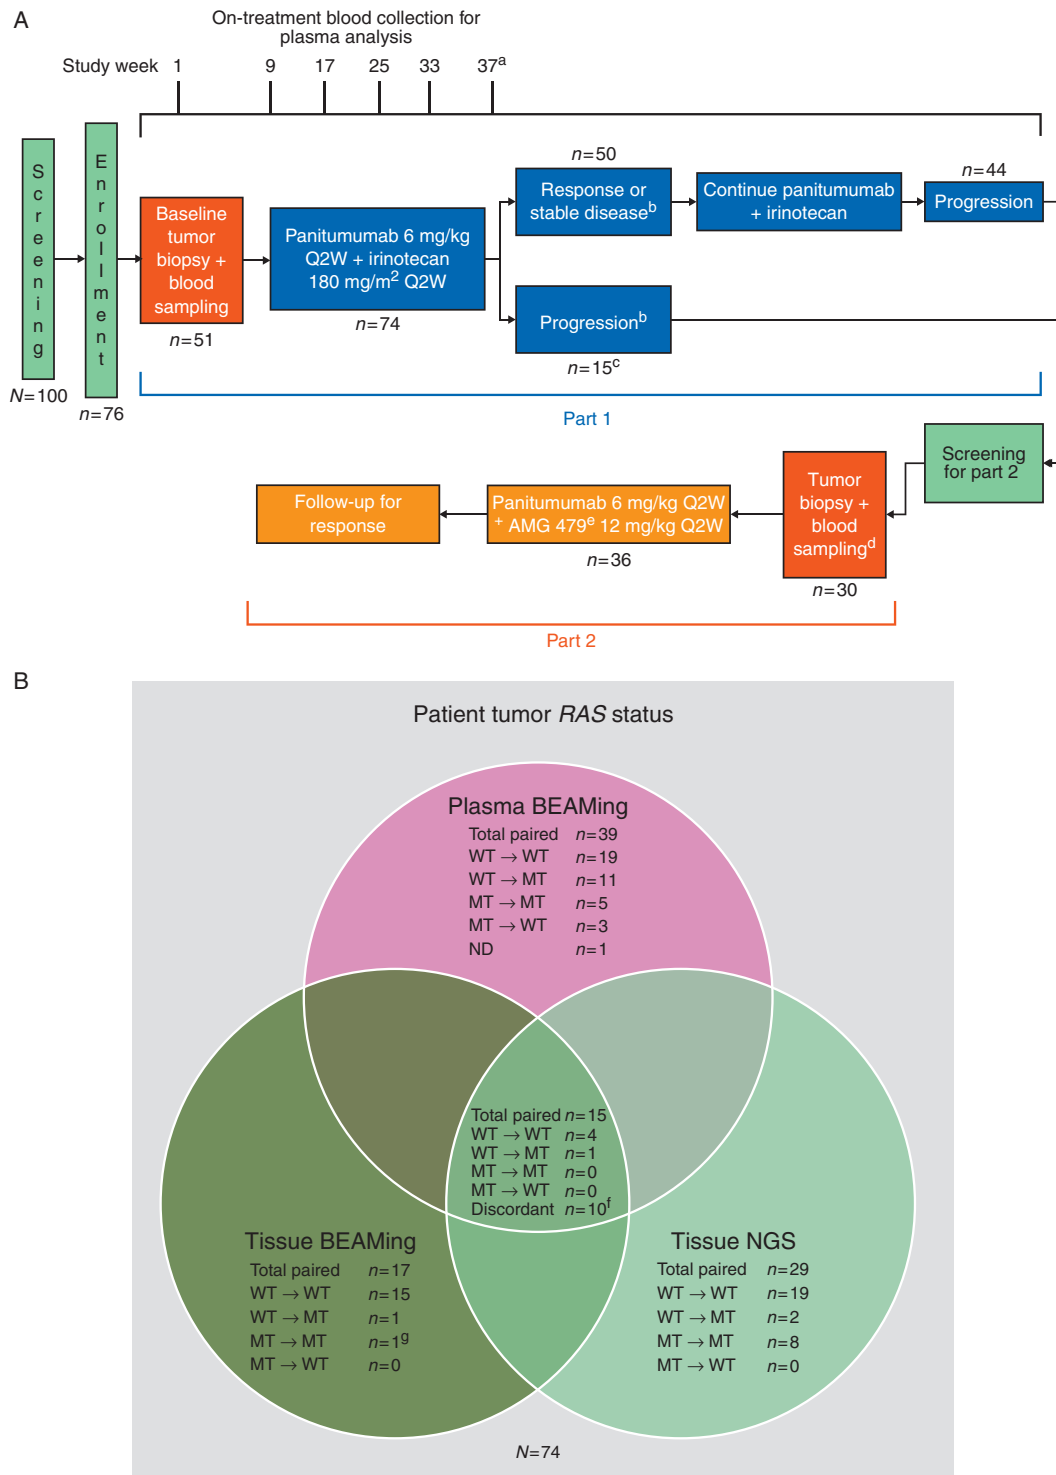 A
On-treatment blood collection for
plasma analysis
Study week 1 9 17 25 33 37a
Screening
N=100
Enrollment
n=76
Baseline
tumor
biopsy +
blood
sampling
n=51
Panitumumab 6 mg/kg
Q2W + irinotecan
180 mg/m2 Q2W
n=74
n=50
Response or
stable diseaseb
Continue panitumumab
+ irinotecan
n=44
Progression
Progressionb
n=15c
Part 1
Screening
for part 2
Tumor
biopsy +
blood
samplingd
n=30
Panitumumab 6 mg/kg Q2W
+ AMG 479e 12 mg/kg Q2W
n=36
Follow-up for
response
Part 2
B
Patient tumor RAS status
Plasma BEAMing
Total paired n=39
WT → WT n=19
WT → MT n=11
MT → MT n=5
MT → WT n=3
ND n=1
Total paired n=15
WT → WT n=4
WT → MT n=1
MT → MT n=0
MT → WT n=0
Discordant n=10f
Tissue BEAMing
Total paired n=17
WT → WT n=15
WT → MT n=1
MT → MT n=1g
MT → WT n=0
Tissue NGS
Total paired n=29
WT → WT n=19
WT → MT n=2
MT → MT n=8
MT → WT n=0
N=74